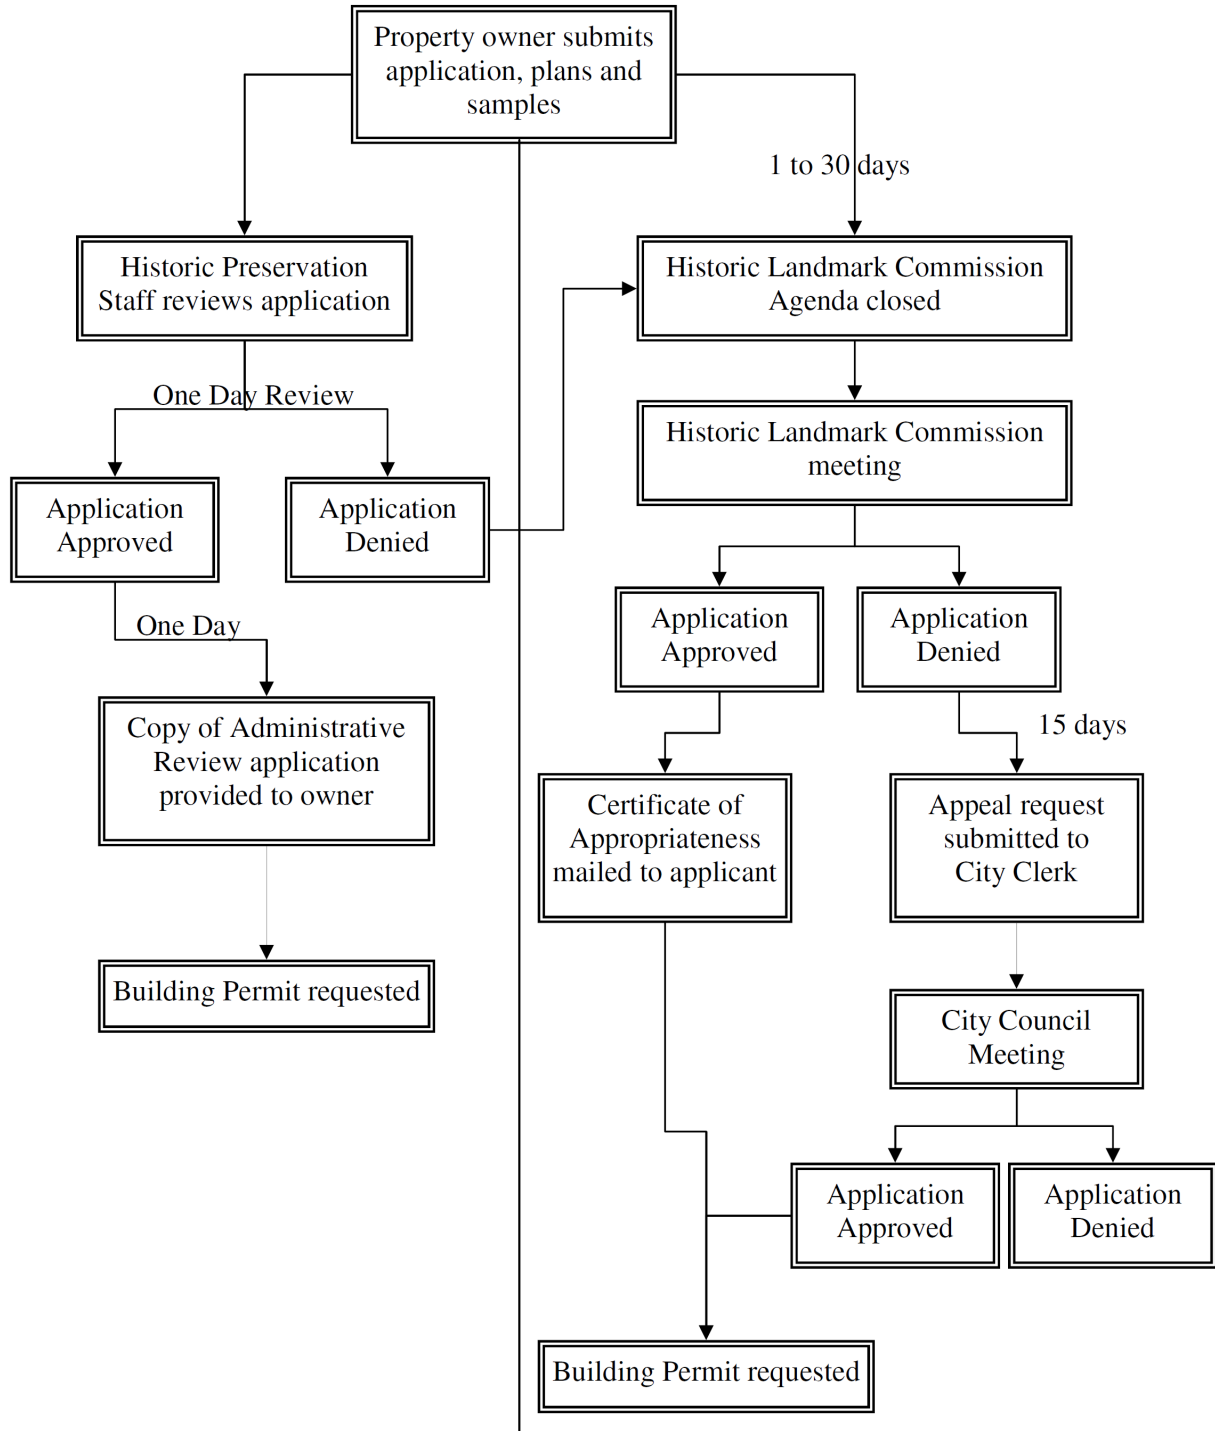 Property owner submits
application, plans and
samples
1 to 30 days
Historic Preservation
Staff reviews application
Historic Landmark Commission
Agenda closed
One Day Review
Historic Landmark Commission
meeting
Application
Approved
Application
Denied
One Day
Application
Approved
Application
Denied
15 days
Copy of Administrative
Review application
provided to owner
Certificate of
Appropriateness
mailed to applicant
Appeal request
submitted to
City Clerk
Building Permit requested
City Council
Meeting
Application
Approved
Application
Denied
Building Permit requested